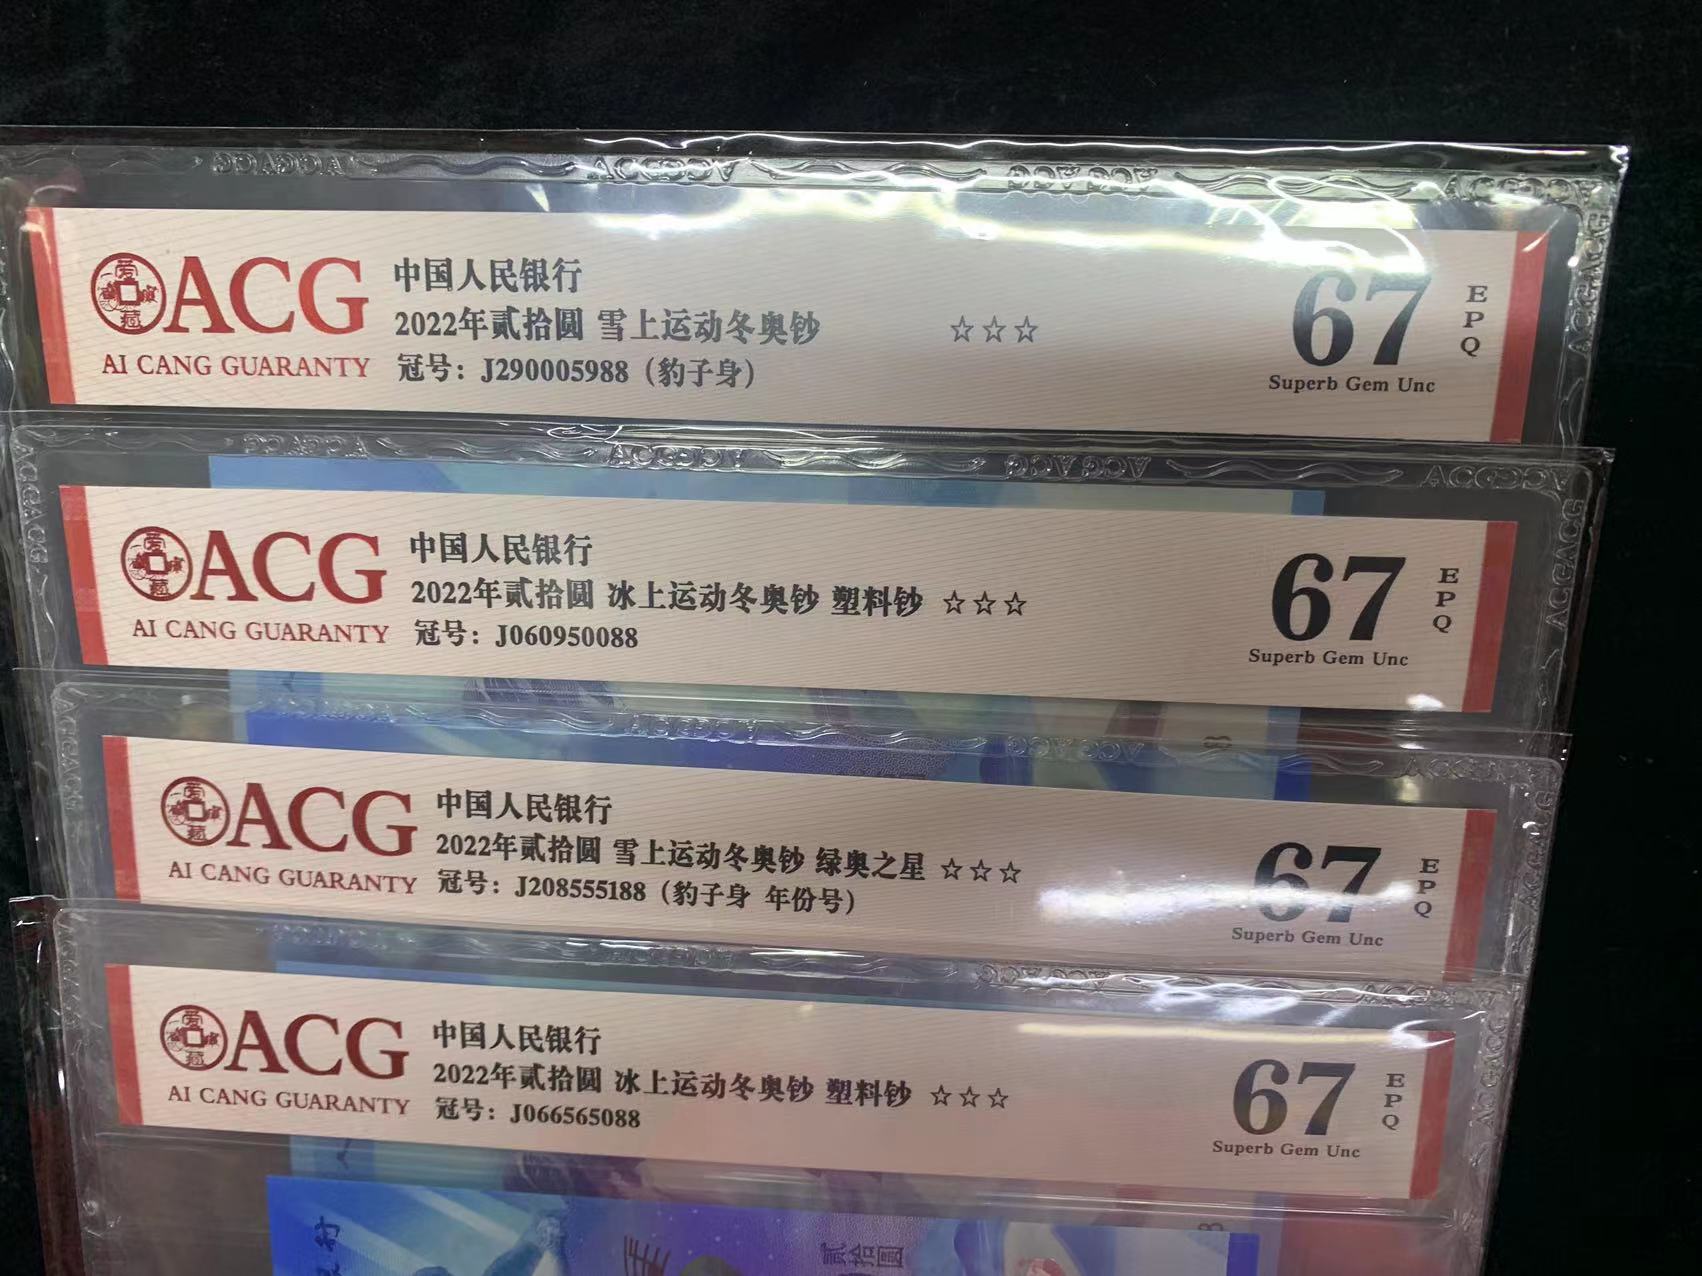 ACG
AI CANG GUARANTY
中国人民银行
2022年贰拾圆 雪上运动冬奥钞 ☆☆☆
冠号：J290005988（豹子身）
67 EPQ
Superb Gem Unc
ACG
AI CANG GUARANTY
中国人民银行
2022年贰拾圆 冰上运动冬奥钞 塑料钞 ☆☆☆
冠号：J060950088
67 EPQ
Superb Gem Unc
ACG
AI CANG GUARANTY
中国人民银行
2022年贰拾圆 雪上运动冬奥钞 绿奥之星 ☆☆☆
冠号：J208555188（豹子身 年份号）
67 EPQ
Superb Gem Unc
ACG
AI CANG GUARANTY
中国人民银行
2022年贰拾圆 冰上运动冬奥钞 塑料钞 ☆☆☆
冠号：J066565088
67 EPQ
Superb Gem Unc
贰拾圆